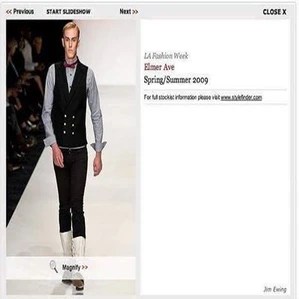 << Previous START SLIDESHOW Next >> CLOSE X
LA Fashion Week
Elmer Ave
Spring/Summer 2009
For full stockist information please visit www.stylefinder.com
Magnify >>
Jim Ewing